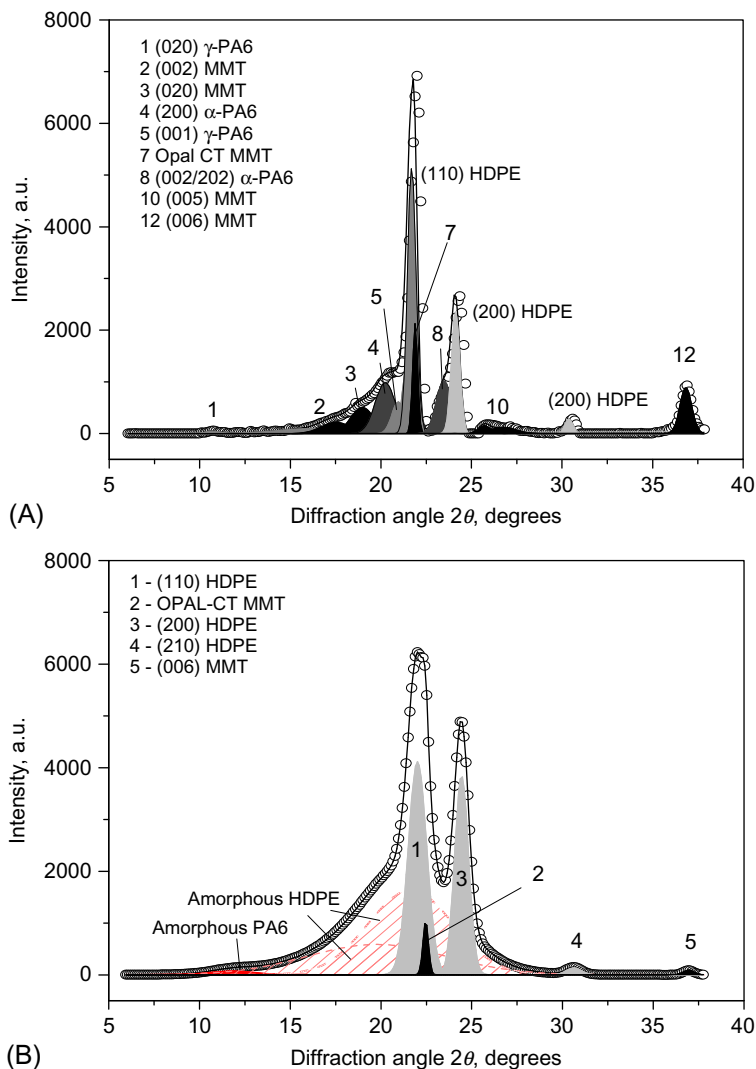 8000
6000
4000
2000
0
Intensity, a.u.
1 (020) γ-PA6
2 (002) MMT
3 (020) MMT
4 (200) α-PA6
5 (001) γ-PA6
7 Opal CT MMT
8 (002/202) α-PA6
10 (005) MMT
12 (006) MMT
(110) HDPE
7
5
(200) HDPE
4
8
3
12
2
10
(200) HDPE
1
5 10 15 20 25 30 35 40
(A)
Diffraction angle 2θ, degrees
8000
6000
4000
2000
0
Intensity, a.u.
1 - (110) HDPE
2 - OPAL-CT MMT
3 - (200) HDPE
4 - (210) HDPE
5 - (006) MMT
1
3
2
Amorphous HDPE
Amorphous PA6
4
5
5 10 15 20 25 30 35 40
(B)
Diffraction angle 2θ, degrees